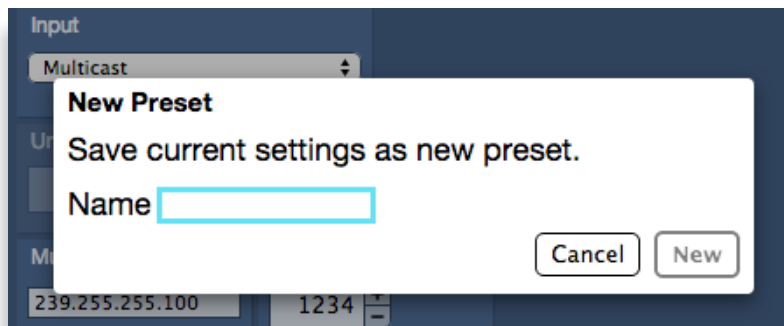 Input
Multicast
New Preset
Save current settings as new preset.
Name
Cancel New
239.255.255.100 1234